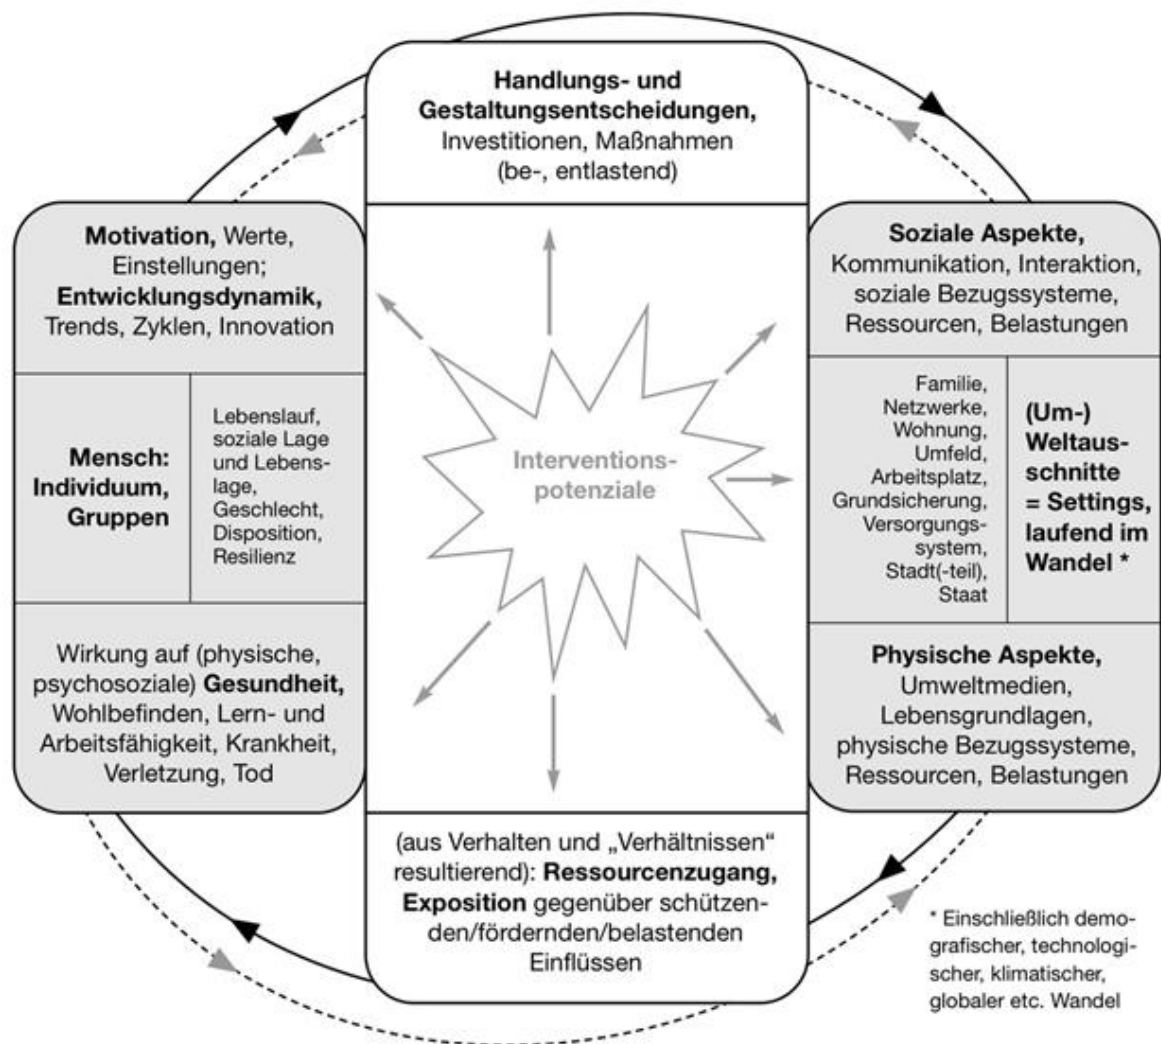 Handlungs- und
Gestaltungsentscheidungen,
Investitionen, Maßnahmen
(be-, entlastend)
Motivation, Werte,
Einstellungen;
Entwicklungsdynamik,
Trends, Zyklen, Innovation
Mensch:
Individuum,
Gruppen
Lebenslauf,
soziale Lage
und Lebens-
lage,
Geschlecht,
Disposition,
Resilienz
Wirkung auf (physische,
psychosoziale) Gesundheit,
Wohlbefinden, Lern- und
Arbeitsfähigkeit, Krankheit,
Verletzung, Tod
Interventions-
potenziale
Soziale Aspekte,
Kommunikation, Interaktion,
soziale Bezugssysteme,
Ressourcen, Belastungen
Familie,
Netzwerke,
Wohnung,
Umfeld,
Arbeitsplatz,
Grundsicherung,
Versorgungs-
system,
Stadt(-teil),
Staat
(Um-)
Weltaus-
schnitte
= Settings,
laufend im
Wandel *
Physische Aspekte,
Umweltmedien,
Lebensgrundlagen,
physische Bezugssysteme,
Ressourcen, Belastungen
(aus Verhalten und „Verhältnissen“
resultierend): Ressourcenzugang,
Exposition gegenüber schützen-
den/fördernden/belastenden
Einflüssen
* Einschließlich demo-
grafischer, technologi-
scher, klimatischer,
globaler etc. Wandel